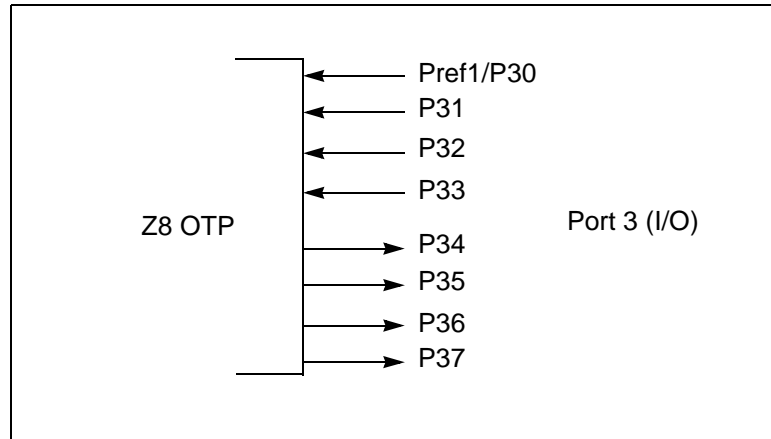 Pref1/P30
P31
P32
P33
Z8 OTP
Port 3 (I/O)
P34
P35
P36
P37